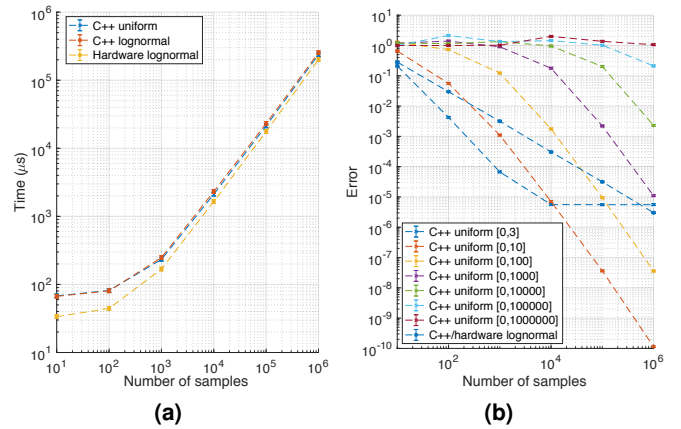 10^6
10^5
10^4
10^3
10^2
10^1
Time (μs)
C++ uniform
C++ lognormal
Hardware lognormal
10^1 10^2 10^3 10^4 10^5 10^6
Number of samples
(a)
10^2
10^1
10^0
10^-1
10^-2
10^-3
10^-4
10^-5
10^-6
10^-7
10^-8
10^-9
10^-10
Error
C++ uniform [0,3]
C++ uniform [0,10]
C++ uniform [0,100]
C++ uniform [0,1000]
C++ uniform [0,10000]
C++ uniform [0,100000]
C++ uniform [0,1000000]
C++/hardware lognormal
10^2 10^4 10^6
Number of samples
(b)